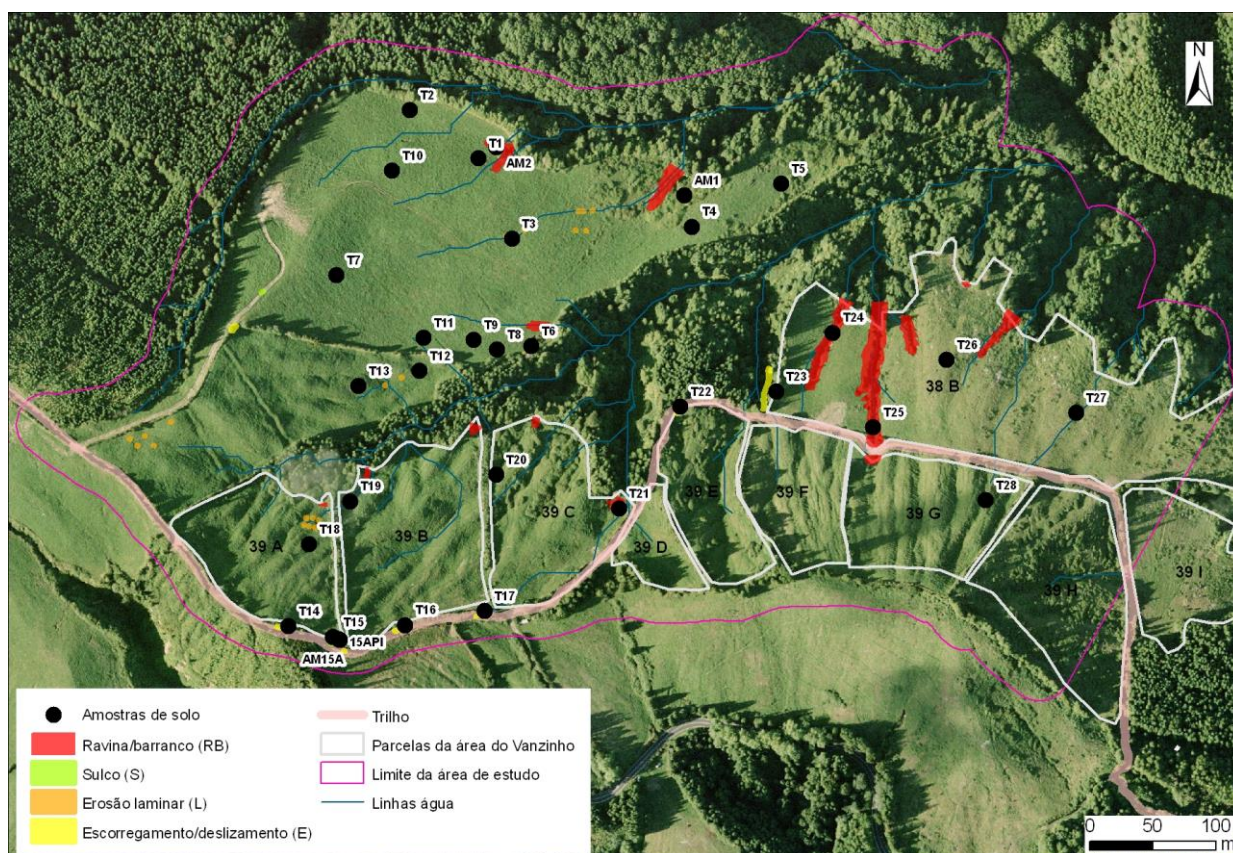 N
T2
T1
AM2
T10
T5
AM1
T4
T3
T7
T24
T11
T9
T8
T6
T26
T12
T13
T23
38 B
T22
T27
T25
T20
T19
T28
T21
39 E
39 F
39 G
T18
39 A
39 B
39 C
39 D
39 I
39 H
T14
T15
T16
T17
15API
AM15A
Amostras de solo
Ravina/barranco (RB)
Sulco (S)
Erosão laminar (L)
Escorregamento/deslizamento (E)
Trilho
Parcelas da área do Vanzinho
Limite da área de estudo
Linhas água
0 50 100
m